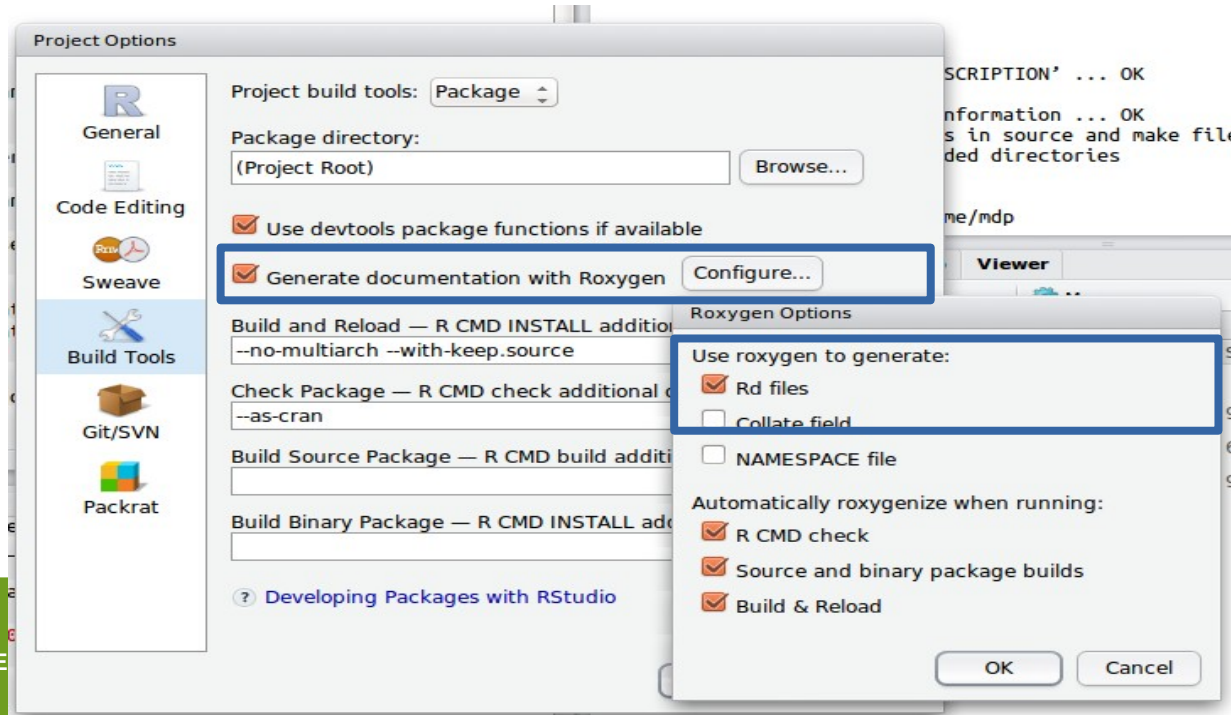 Project Options
General
Code Editing
Sweave
Build Tools
Git/SVN
Packrat
Project build tools: Package
Package directory:
(Project Root) Browse...
Use devtools package functions if available
Generate documentation with Roxygen Configure...
Build and Reload — R CMD INSTALL
--no-multiarch --with-keep.source
Check Package — R CMD check additional
--as-cran
Build Source Package — R CMD build
Build Binary Package — R CMD INSTALL
Developing Packages with RStudio
SCRIPTION’ ... OK
nformation ... OK
s in source and make file
ded directories
me/mdp
Viewer
Roxygen Options
Use roxygen to generate:
Rd files
Collate field
NAMESPACE file
Automatically roxygenize when running:
R CMD check
Source and binary package builds
Build & Reload
OK Cancel